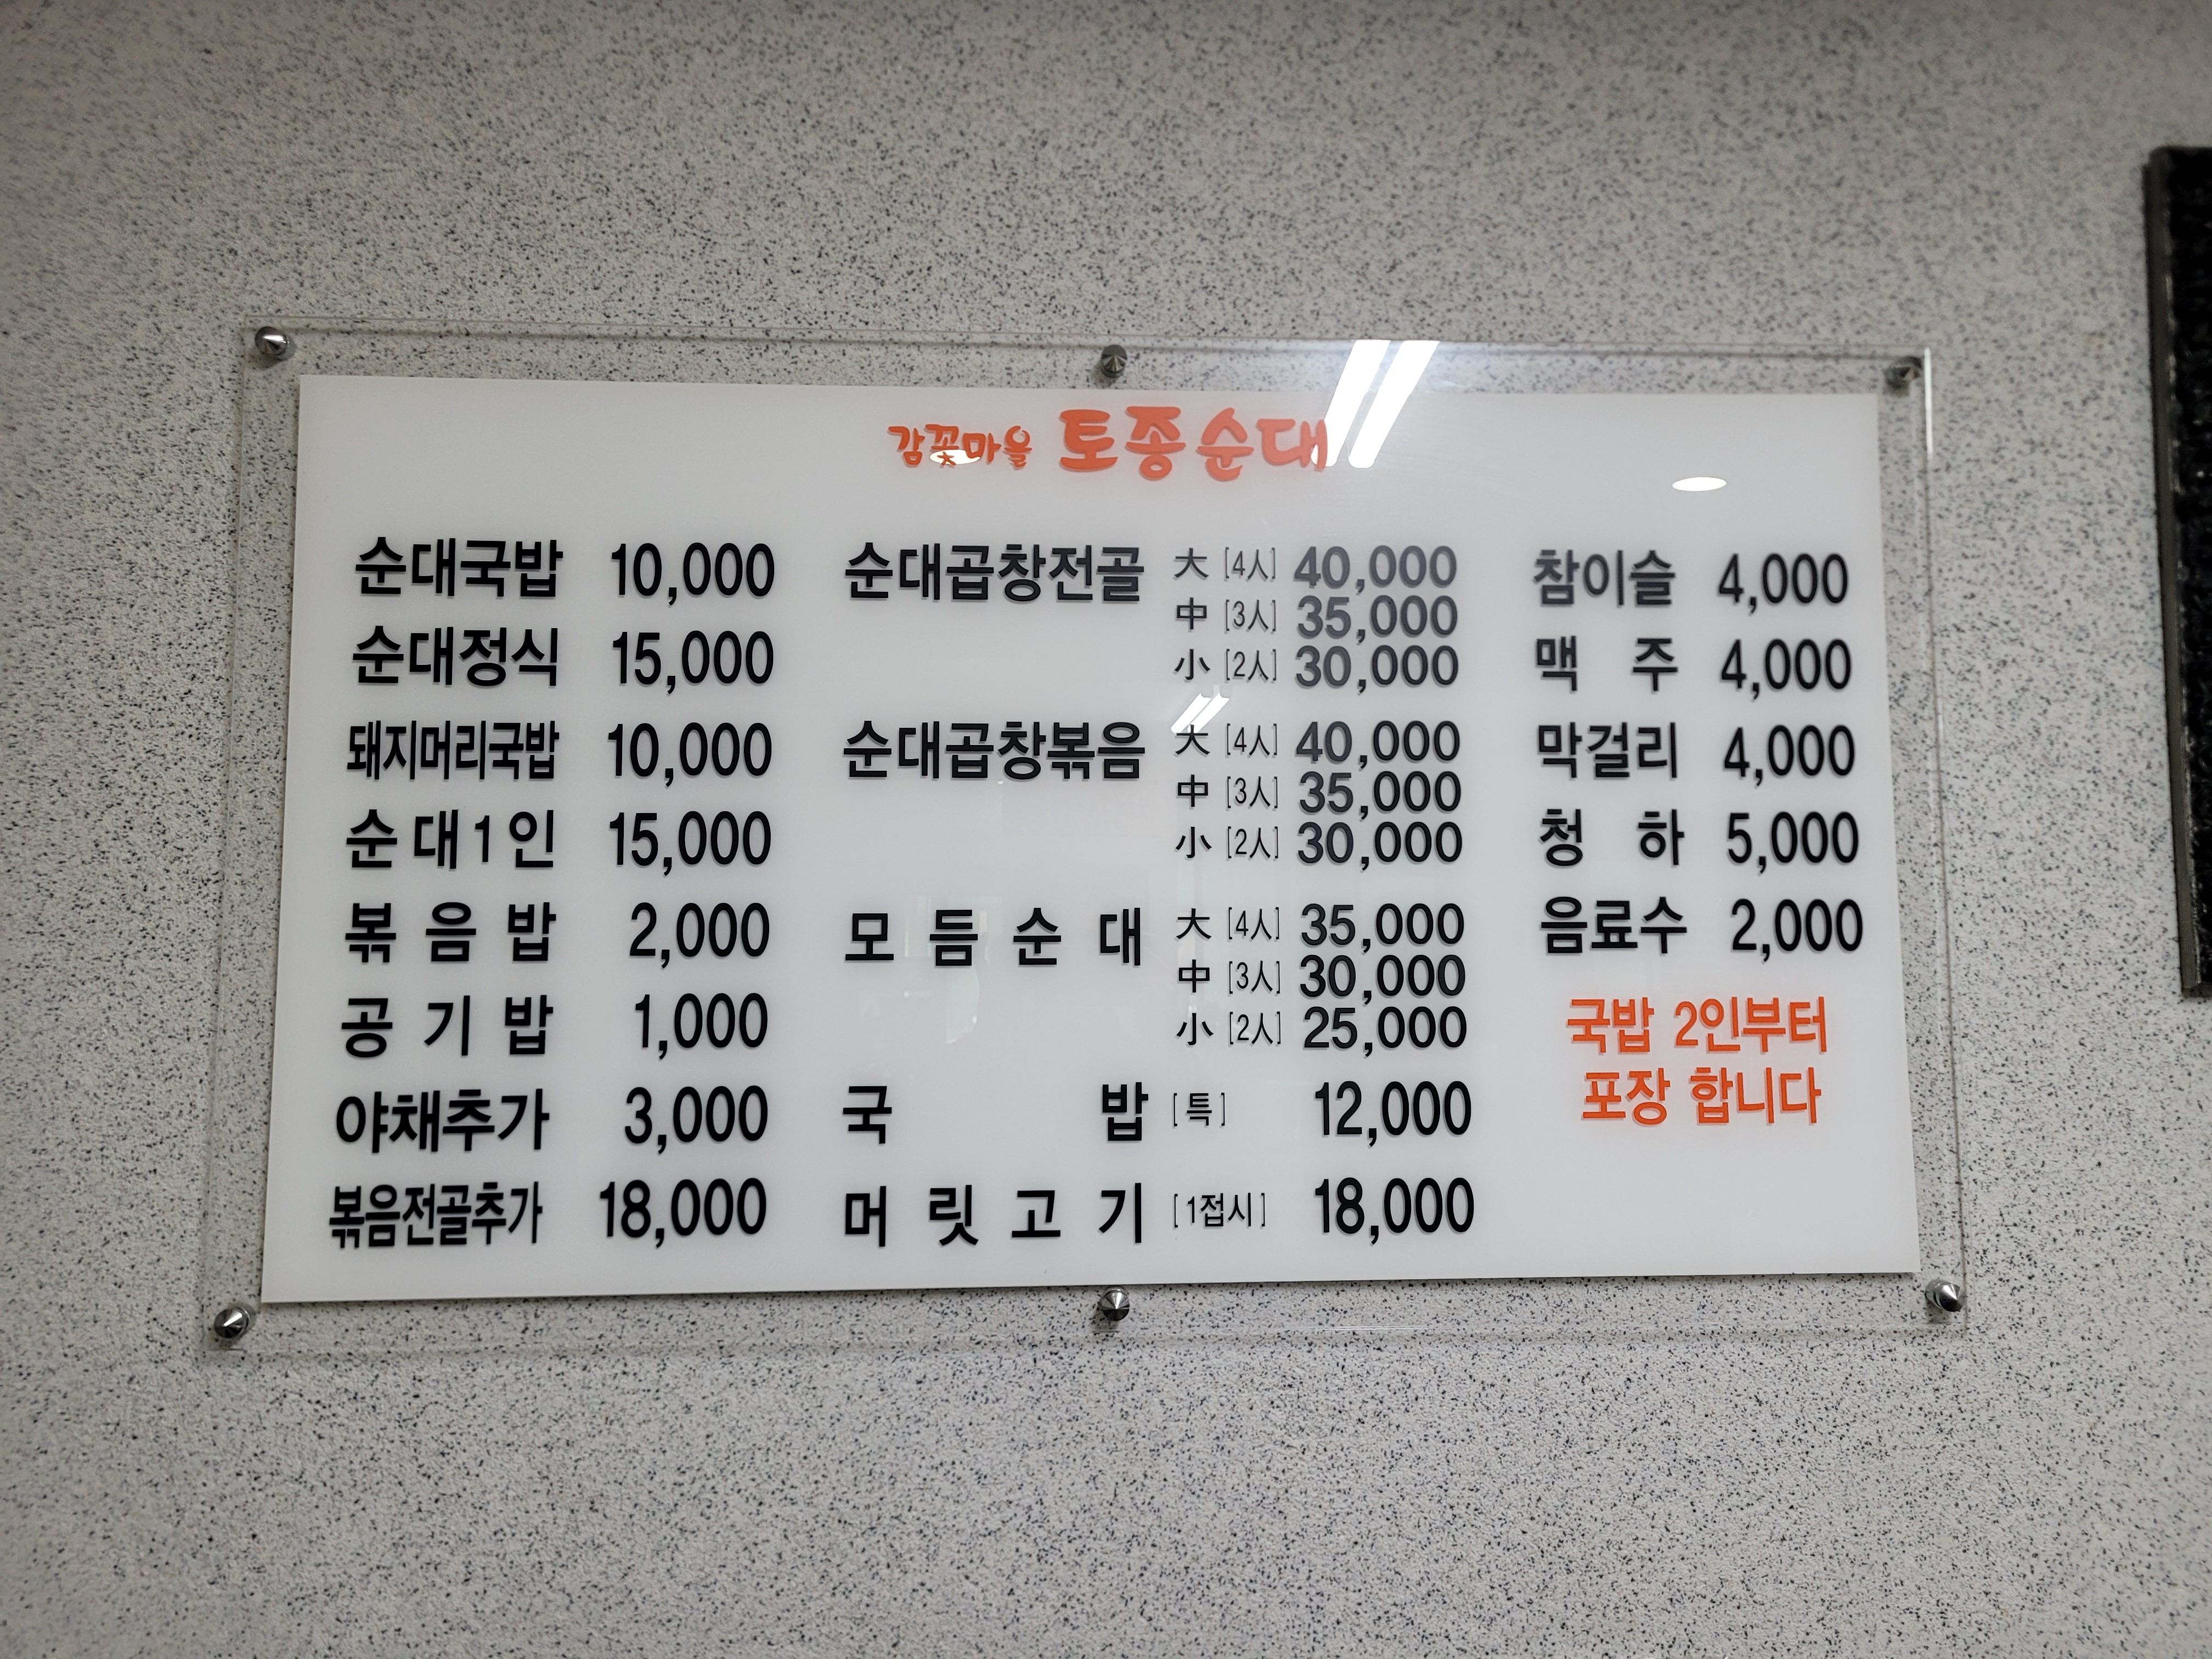 감꽃마을 토종순대
순대국밥 10,000
순대정식 15,000
돼지머리국밥 10,000
순대1인 15,000
볶음밥 2,000
공기밥 1,000
야채추가 3,000
볶음전골추가 18,000
순대곱창전골 大 [4人] 40,000
中 [3人] 35,000
小 [2人] 30,000
순대곱창볶음 大 [4人] 40,000
中 [3人] 35,000
小 [2人] 30,000
모듬순대 大 [4人] 35,000
中 [3人] 30,000
小 [2人] 25,000
국밥 [특] 12,000
머릿고기 [1접시] 18,000
참이슬 4,000
맥주 4,000
막걸리 4,000
청하 5,000
음료수 2,000
국밥 2인부터
포장 합니다